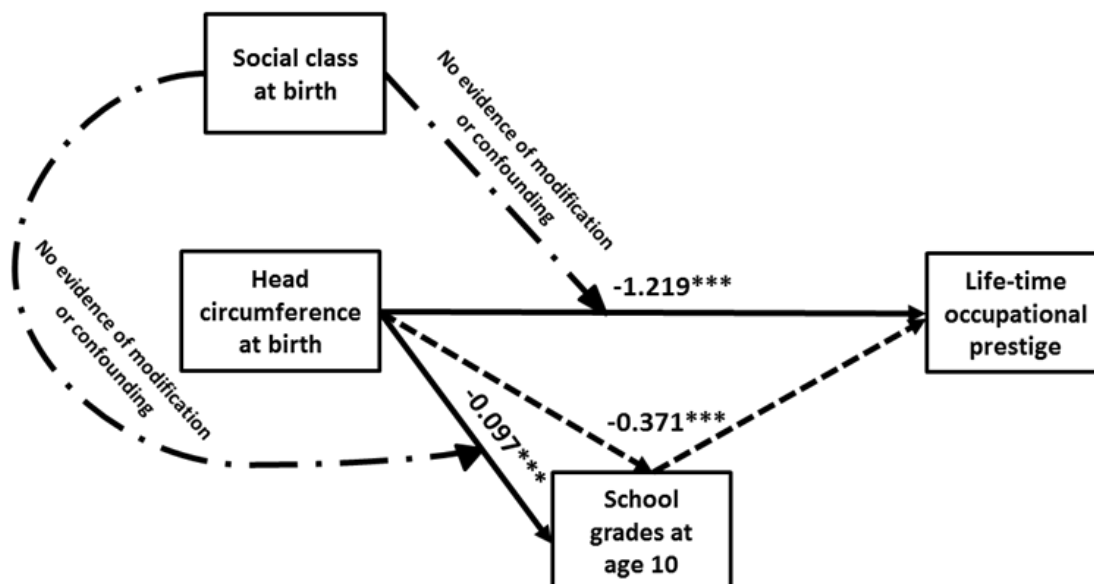 Social class
at birth
No evidence of modification
or confounding
No evidence of modification
or confounding
Head
circumference
at birth
-1.219***
Life-time
occupational
prestige
-0.371***
-0.097***
School
grades at
age 10